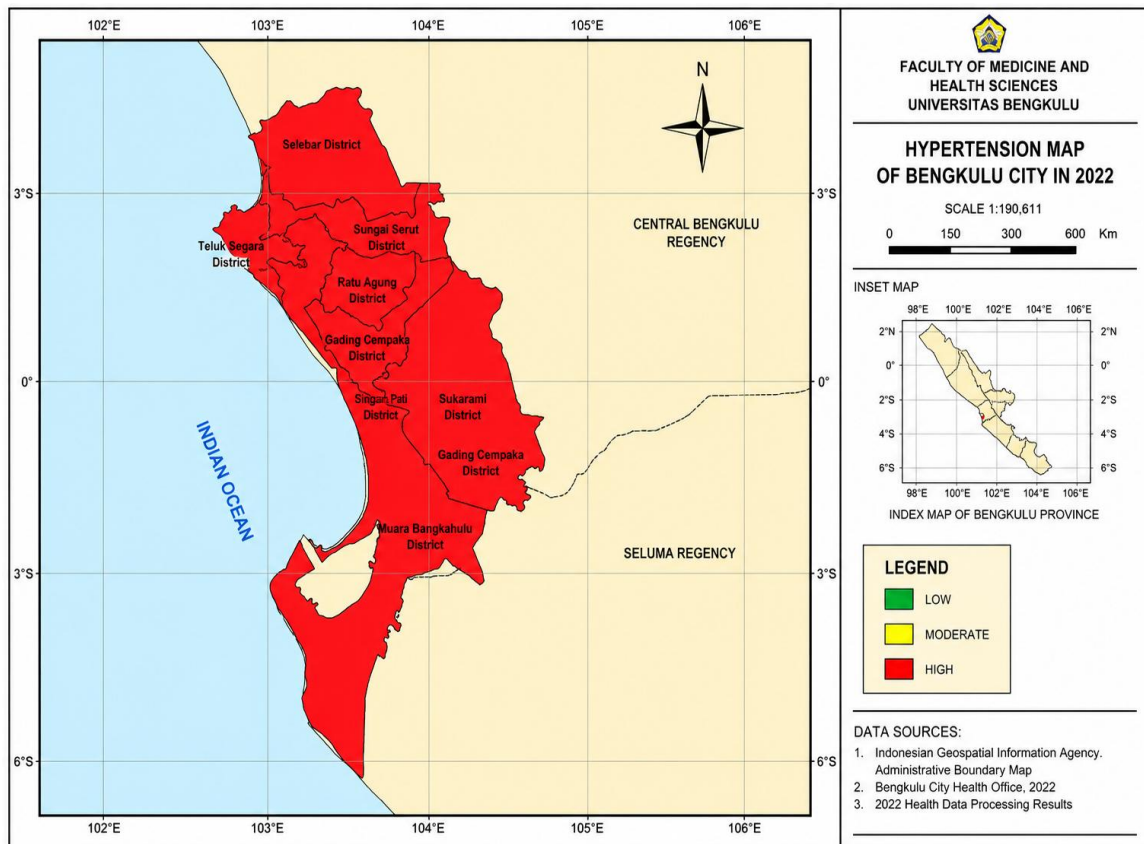 102°E 103°E 104°E 105°E 106°E
3°S 3°S
0° 0°
3°S 3°S
6°S 6°S
102°E 103°E 104°E 105°E 106°E
N
Selebar District
Sungai Serut
District
Teluk Segara
District
Ratu Agung
District
Gading Cempaka
District
Singan Pati
District
Sukarami
District
Gading Cempaka
District
Muara Bangkahulu
District
CENTRAL BENGKULU
REGENCY
SELUMA REGENCY
INDIAN OCEAN
FACULTY OF MEDICINE AND
HEALTH SCIENCES
UNIVERSITAS BENGKULU
HYPERTENSION MAP
OF BENGKULU CITY IN 2022
SCALE 1:190,611
0 150 300 600 Km
INSET MAP
98°E 100°E 102°E 104°E 106°E
2°N 2°N
0° 0°
2°S 2°S
4°S 4°S
6°S 6°S
98°E 100°E 102°E 104°E 106°E
INDEX MAP OF BENGKULU PROVINCE
LEGEND
LOW
MODERATE
HIGH
DATA SOURCES:
1. Indonesian Geospatial Information Agency.
Administrative Boundary Map
2. Bengkulu City Health Office, 2022
3. 2022 Health Data Processing Results